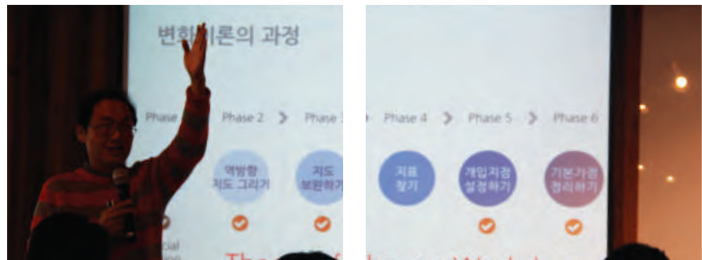 변화이론의 과정
Phase
Phase 2
Phase
Phase 4
Phase 5
Phase 6
역방향
지도 그리기
지도
보완하기
지표
찾기
개입지점
설정하기
기본가정
정리하기